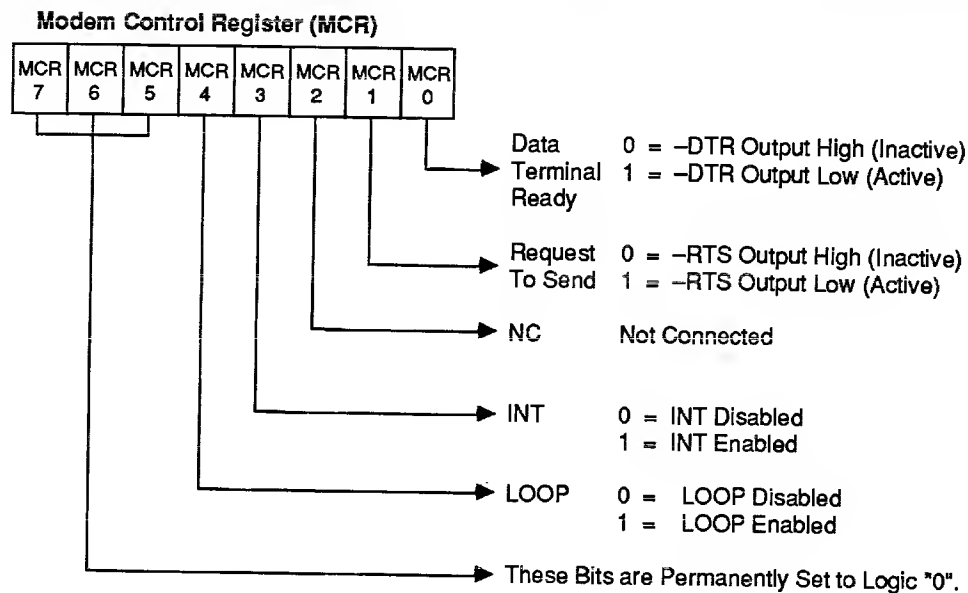 Modem Control Register (MCR)
MCR 7 MCR 6 MCR 5 MCR 4 MCR 3 MCR 2 MCR 1 MCR 0
Data 0 = –DTR Output High (Inactive)
Terminal 1 = –DTR Output Low (Active)
Ready
Request 0 = –RTS Output High (Inactive)
To Send 1 = –RTS Output Low (Active)
NC Not Connected
INT 0 = INT Disabled
1 = INT Enabled
LOOP 0 = LOOP Disabled
1 = LOOP Enabled
These Bits are Permanently Set to Logic "0".